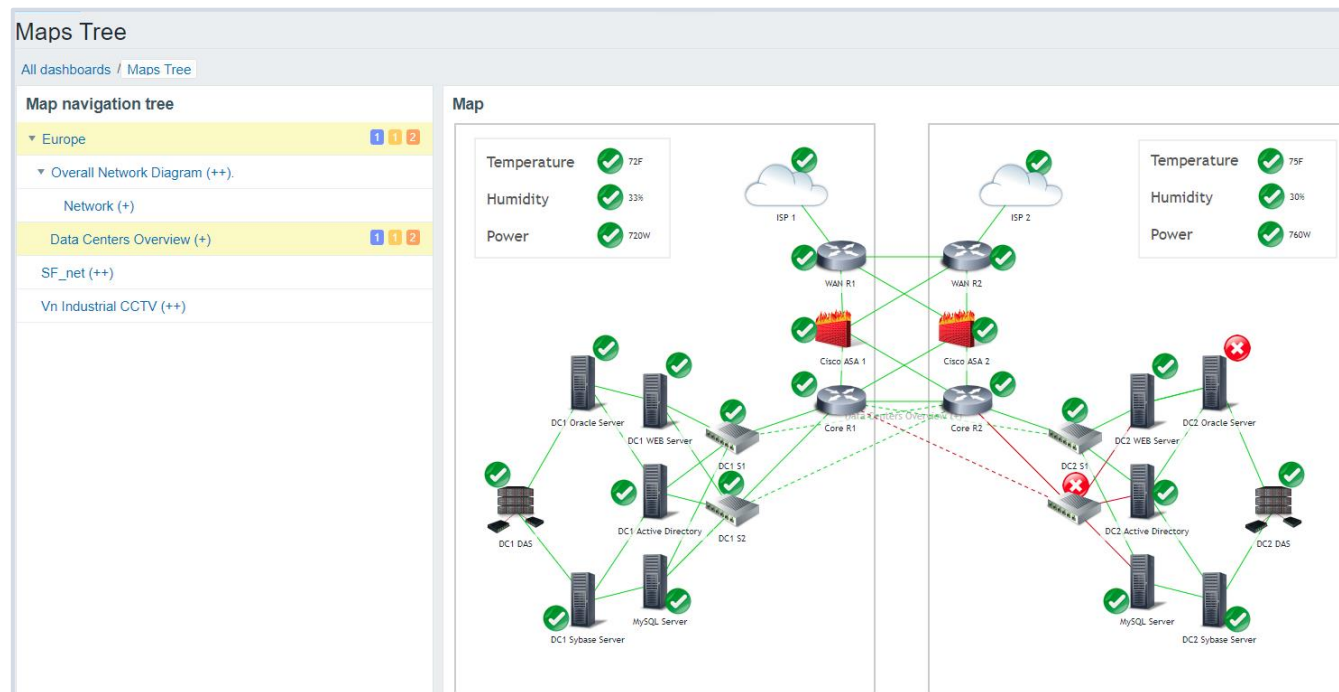 Maps Tree
All dashboards / Maps Tree
Map navigation tree
Europe 1 1 2
Overall Network Diagram (++).
Network (+)
Data Centers Overview (+) 1 1 2
SF_net (++)
Vn Industrial CCTV (++)
Map
Temperature 72F
Humidity 33%
Power 720W
Temperature 75F
Humidity 30%
Power 760W
ISP 1
ISP 2
WAN R1
WAN R2
Cisco ASA 1
Cisco ASA 2
Data Centers Overview (+)
Core R1
Core R2
DC1 Oracle Server
DC1 WEB Server
DC1 S1
DC1 DAS
DC1 Active Directory
DC1 S2
DC1 Sybase Server
MySQL Server
DC2 WEB Server
DC2 Oracle Server
DC2 S1
DC2 Active Directory
DC2 DAS
MySQL Server
DC2 Sybase Server